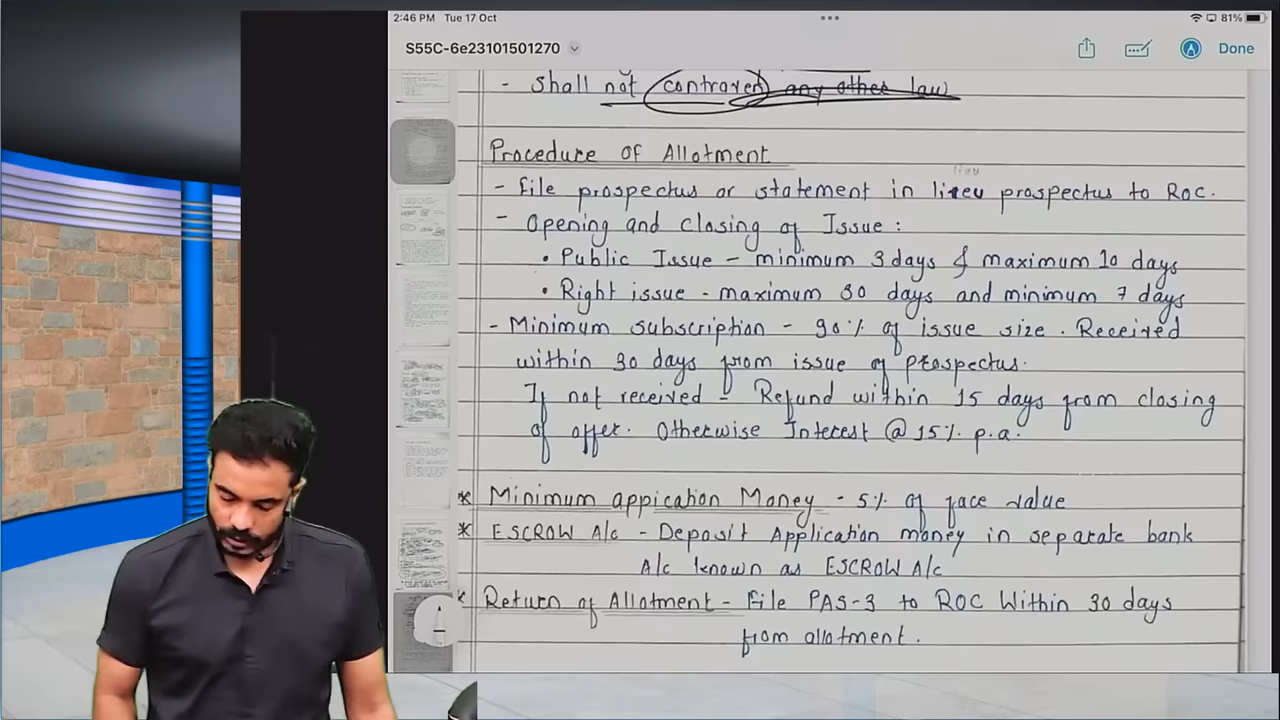 2:46 PM Tue 17 Oct
81%
S55C-6e23101501270
Done
- shall not contraven any other law
Procedure of Allotment
lieu
- File prospectus or statement in lireu prospectus to ROC.
- Opening and closing of Issue :
• Public Issue - minimum 3 days & maximum 10 days
• Right issue - maximum 30 days and minimum 7 days
- Minimum subscription - 90% of issue size. Received
within 30 days from issue of prospectus.
If not received - Refund within 15 days from closing
of offer. Otherwise Interest @ 15% p.a.
* Minimum appication Money - 5% of face value
* ESCROW A/c - Deposit Application money in separate bank
A/c known as ESCROW A/c
* Return of Allotment - File PAS-3 to ROC Within 30 days
from allotment.